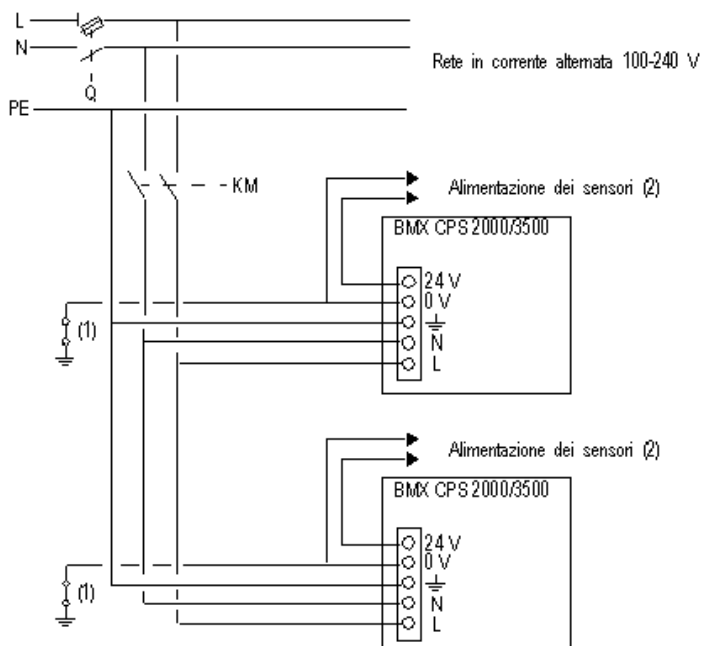 L
N
Rete in corrente alternata 100-240 V
Q
PE
KM
Alimentazione dei sensori (2)
BMX CPS 2000/3500
24 V
0 V
(1)
N
L
Alimentazione dei sensori (2)
BMX CPS 2000/3500
24 V
0 V
(1)
N
L